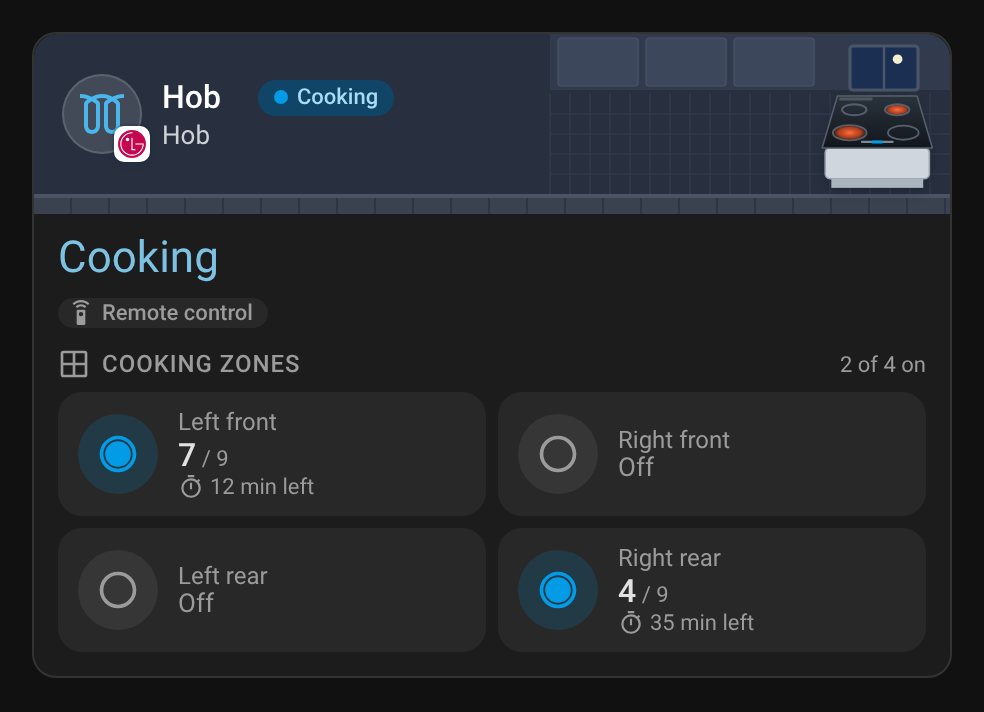 Hob
Cooking
Hob
LG
Cooking
Remote control
COOKING ZONES
2 of 4 on
Left front
7 / 9
12 min left
Right front
Off
Left rear
Off
Right rear
4 / 9
35 min left